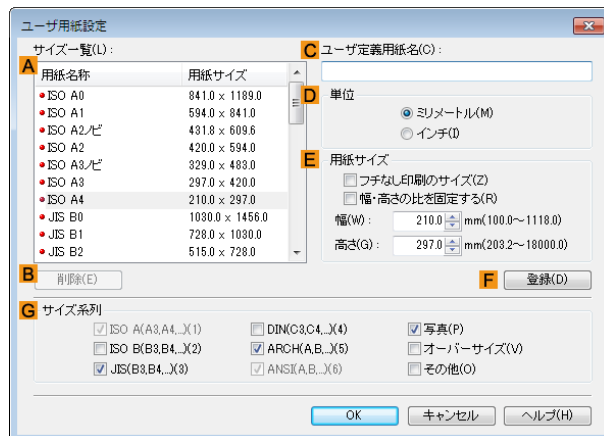 ユーザ用紙設定
サイズ一覧(L):
A
用紙名称 用紙サイズ
ISO A0 841.0 x 1189.0
ISO A1 594.0 x 841.0
ISO A2ノビ 431.8 x 609.6
ISO A2 420.0 x 594.0
ISO A3ノビ 329.0 x 483.0
ISO A3 297.0 x 420.0
ISO A4 210.0 x 297.0
JIS B0 1030.0 x 1456.0
JIS B1 728.0 x 1030.0
JIS B2 515.0 x 728.0
B
削除(E)
C ユーザ定義用紙名(C):
D 単位
ミリメートル(M)
インチ(I)
E 用紙サイズ
フチなし印刷のサイズ(Z)
幅・高さの比を固定する(R)
幅(W): 210.0 mm(100.0～1118.0)
高さ(G): 297.0 mm(203.2～18000.0)
F 登録(D)
G サイズ系列
ISO A(A3,A4,...)(1) DIN(C3,C4,...)(4) 写真(P)
ISO B(B3,B4,...)(2) ARCH(A,B,...)(5) オーバーサイズ(V)
JIS(B3,B4,...)(3) ANSI(A,B,...)(6) その他(O)
OK キャンセル ヘルプ(H)